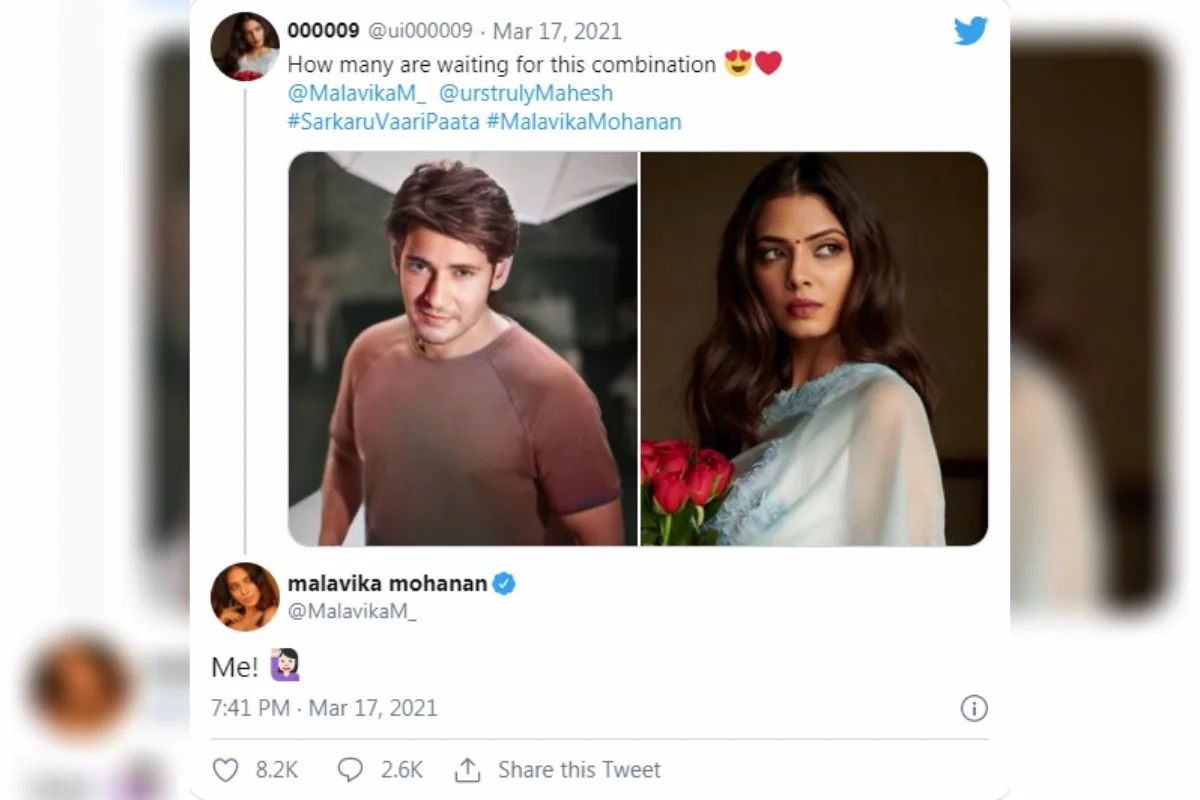 000009 @ui000009 · Mar 17, 2021
How many are waiting for this combination 😍❤️
@MalavikaM_ @urstrulyMahesh
#SarkaruVaariPaata #MalavikaMohanan
malavika mohanan
@MalavikaM_
Me! 🙋🏻‍♀️
7:41 PM · Mar 17, 2021
8.2K 2.6K Share this Tweet